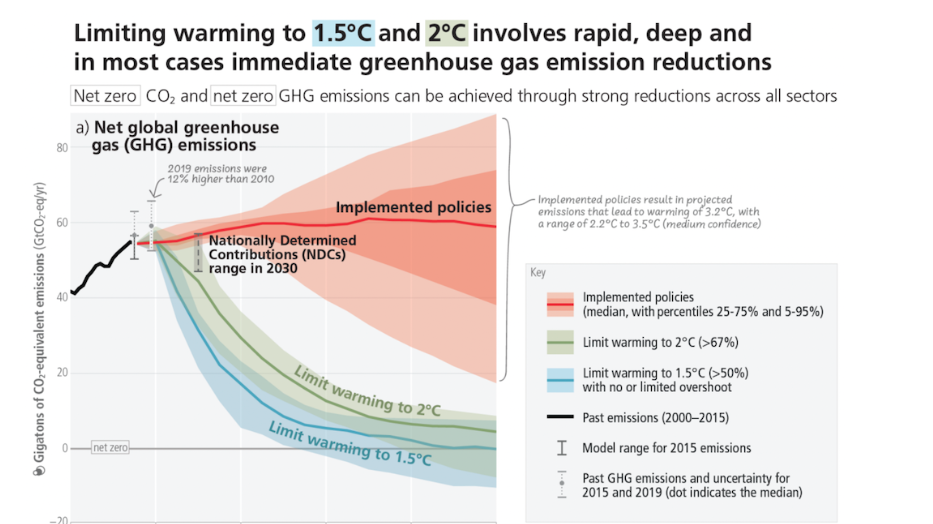 Limiting warming to 1.5°C and 2°C involves rapid, deep and
in most cases immediate greenhouse gas emission reductions
Net zero CO₂ and net zero GHG emissions can be achieved through strong reductions across all sectors
a) Net global greenhouse
gas (GHG) emissions
2019 emissions were
12% higher than 2010
Gigatons of CO₂-equivalent emissions (GtCO₂-eq/yr)
80
60
40
20
0
−20
net zero
Implemented policies
Nationally Determined
Contributions (NDCs)
range in 2030
Limit warming to 2°C
Limit warming to 1.5°C
Implemented policies result in projected
emissions that lead to warming of 3.2°C, with
a range of 2.2°C to 3.5°C (medium confidence)
Key
Implemented policies
(median, with percentiles 25-75% and 5-95%)
Limit warming to 2°C (>67%)
Limit warming to 1.5°C (>50%)
with no or limited overshoot
Past emissions (2000–2015)
Model range for 2015 emissions
Past GHG emissions and uncertainty for
2015 and 2019 (dot indicates the median)